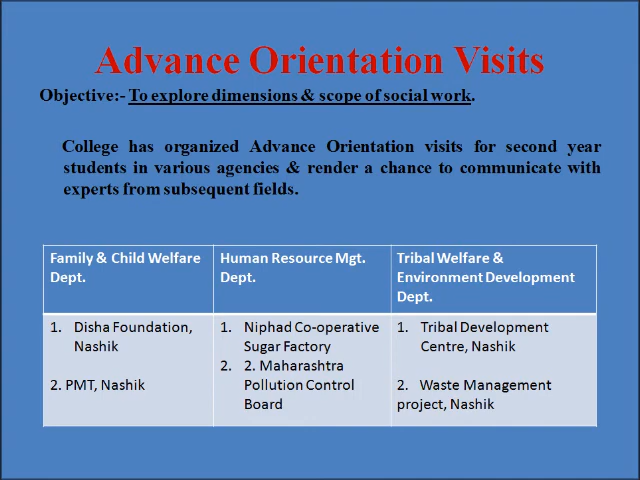 Advance Orientation Visits
Objective:- To explore dimensions & scope of social work.
College has organized Advance Orientation visits for second year
students in various agencies & render a chance to communicate with
experts from subsequent fields.
Family & Child Welfare
Dept.
Human Resource Mgt.
Dept.
Tribal Welfare &
Environment Development
Dept.
1. Disha Foundation,
Nashik
2. PMT, Nashik
1. Niphad Co-operative
Sugar Factory
2. 2. Maharashtra
Pollution Control
Board
1. Tribal Development
Centre, Nashik
2. Waste Management
project, Nashik